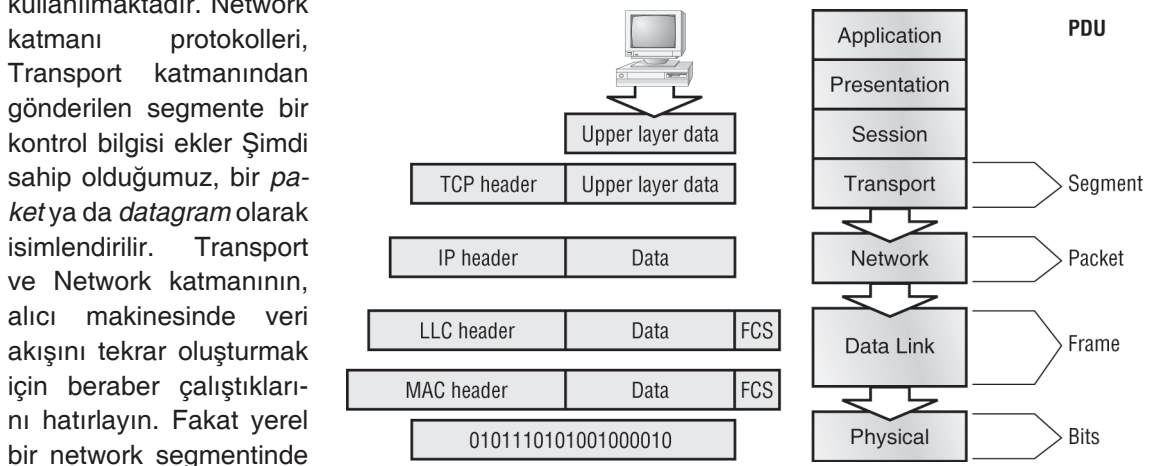 kullanılmaktadır. Network
katmanı protokolleri,
Transport katmanından
gönderilen segmente bir
kontrol bilgisi ekler Şimdi
sahip olduğumuz, bir pa-
ket ya da datagram olarak
isimlendirilir. Transport
ve Network katmanının,
alıcı makinesinde veri
akışını tekrar oluşturmak
için beraber çalıştıkları-
nı hatırlayın. Fakat yerel
bir network segmentinde
PDU
Application
Presentation
Upper layer data
Session
TCP header Upper layer data
Transport
Segment
IP header Data
Network
Packet
LLC header Data FCS
Data Link
Frame
MAC header Data FCS
0101110101001000010
Physical
Bits